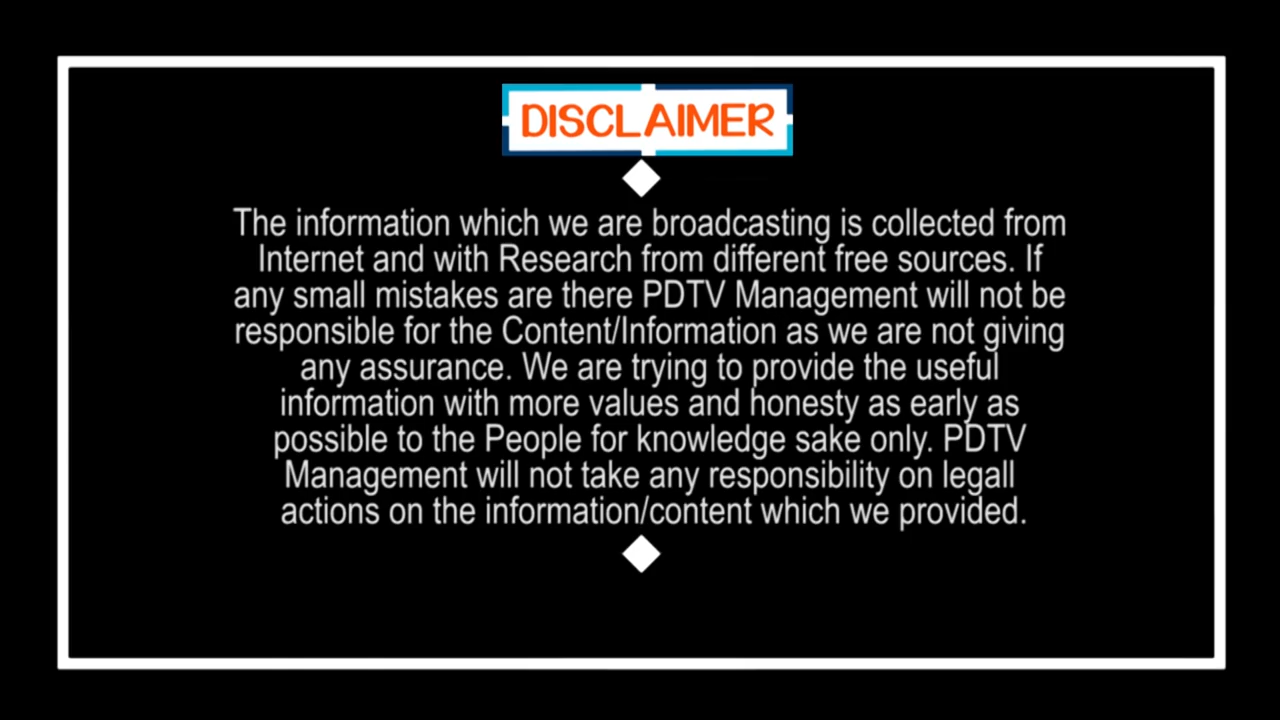 DISCLAIMER
The information which we are broadcasting is collected from
Internet and with Research from different free sources. If
any small mistakes are there PDTV Management will not be
responsible for the Content/Information as we are not giving
any assurance. We are trying to provide the useful
information with more values and honesty as early as
possible to the People for knowledge sake only. PDTV
Management will not take any responsibility on legall
actions on the information/content which we provided.